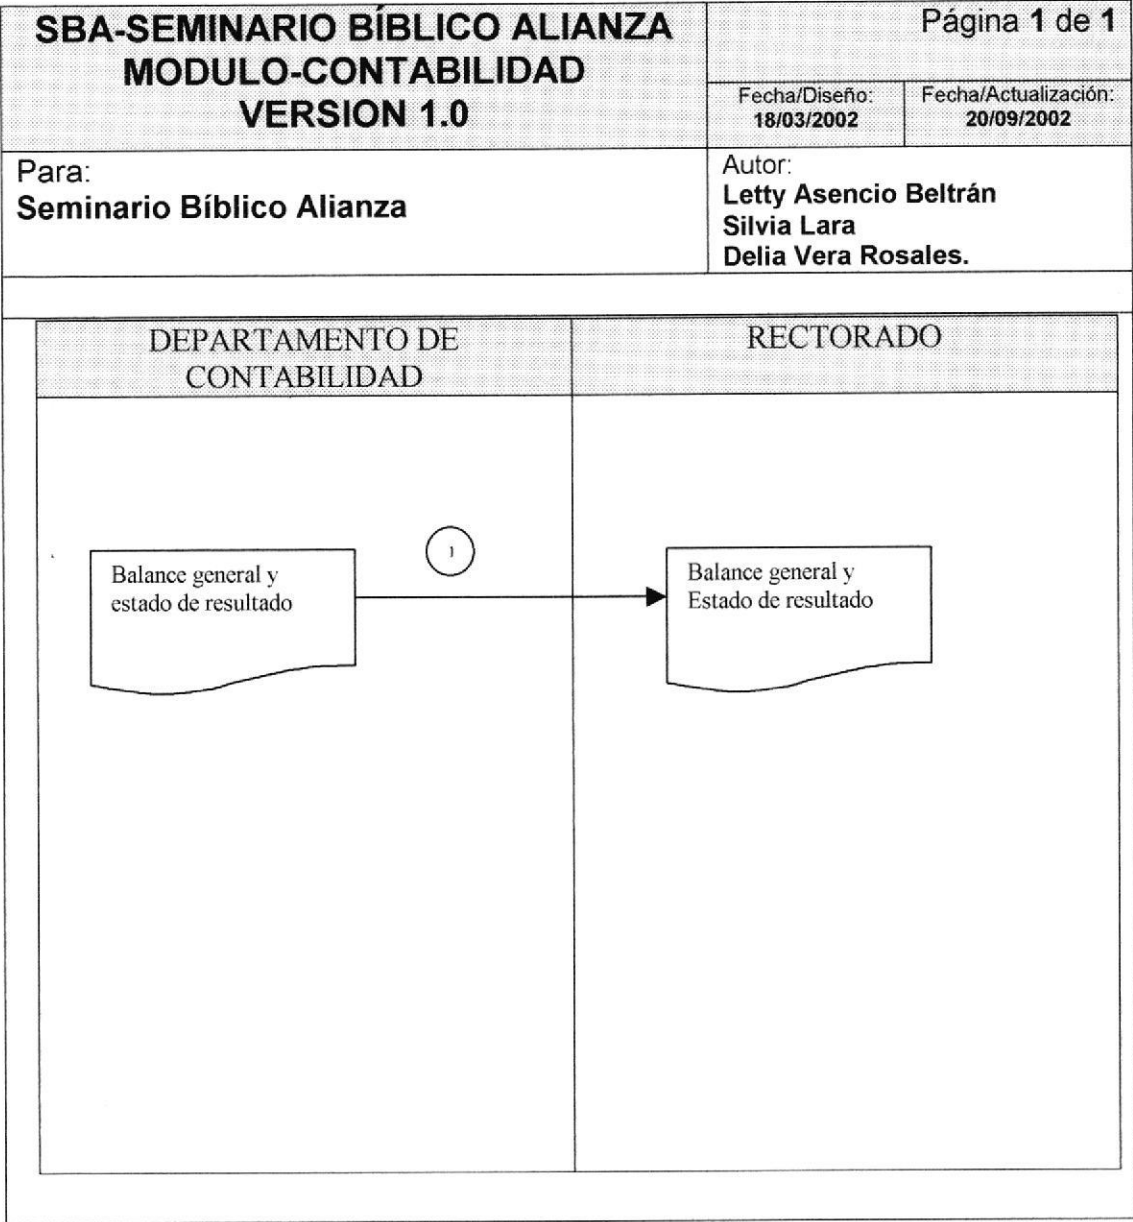 SBA-SEMINARIO BÍBLICO ALIANZA
MODULO-CONTABILIDAD
VERSION 1.0
Página 1 de 1
Fecha/Diseño:
18/03/2002
Fecha/Actualización:
20/09/2002
Para:
Seminario Bíblico Alianza
Autor:
Letty Asencio Beltrán
Silvia Lara
Delia Vera Rosales.
DEPARTAMENTO DE
CONTABILIDAD
RECTORADO
1
Balance general y
estado de resultado
Balance general y
Estado de resultado